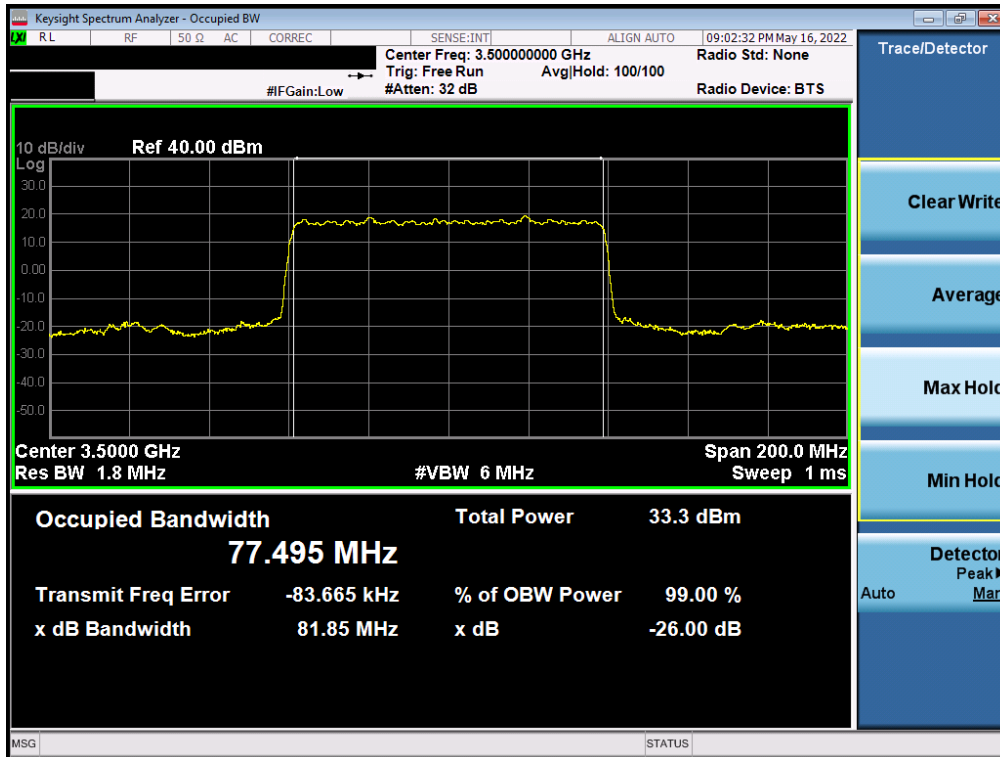 Keysight Spectrum Analyzer - Occupied BW
LXI RL RF 50 Ω AC CORREC SENSE:INT ALIGN AUTO 09:02:32 PM May 16, 2022
Center Freq: 3.500000000 GHz Radio Std: None
Trig: Free Run Avg|Hold: 100/100
#IFGain:Low #Atten: 32 dB Radio Device: BTS
10 dB/div Ref 40.00 dBm
Log
30.0
20.0
10.0
0.00
-10.0
-20.0
-30.0
-40.0
-50.0
Center 3.5000 GHz Span 200.0 MHz
Res BW 1.8 MHz #VBW 6 MHz Sweep 1 ms
Occupied Bandwidth Total Power 33.3 dBm
77.495 MHz
Transmit Freq Error -83.665 kHz % of OBW Power 99.00 %
x dB Bandwidth 81.85 MHz x dB -26.00 dB
MSG STATUS
Trace/Detector
Clear Write
Average
Max Hold
Min Hold
Detector
Peak
Auto Man